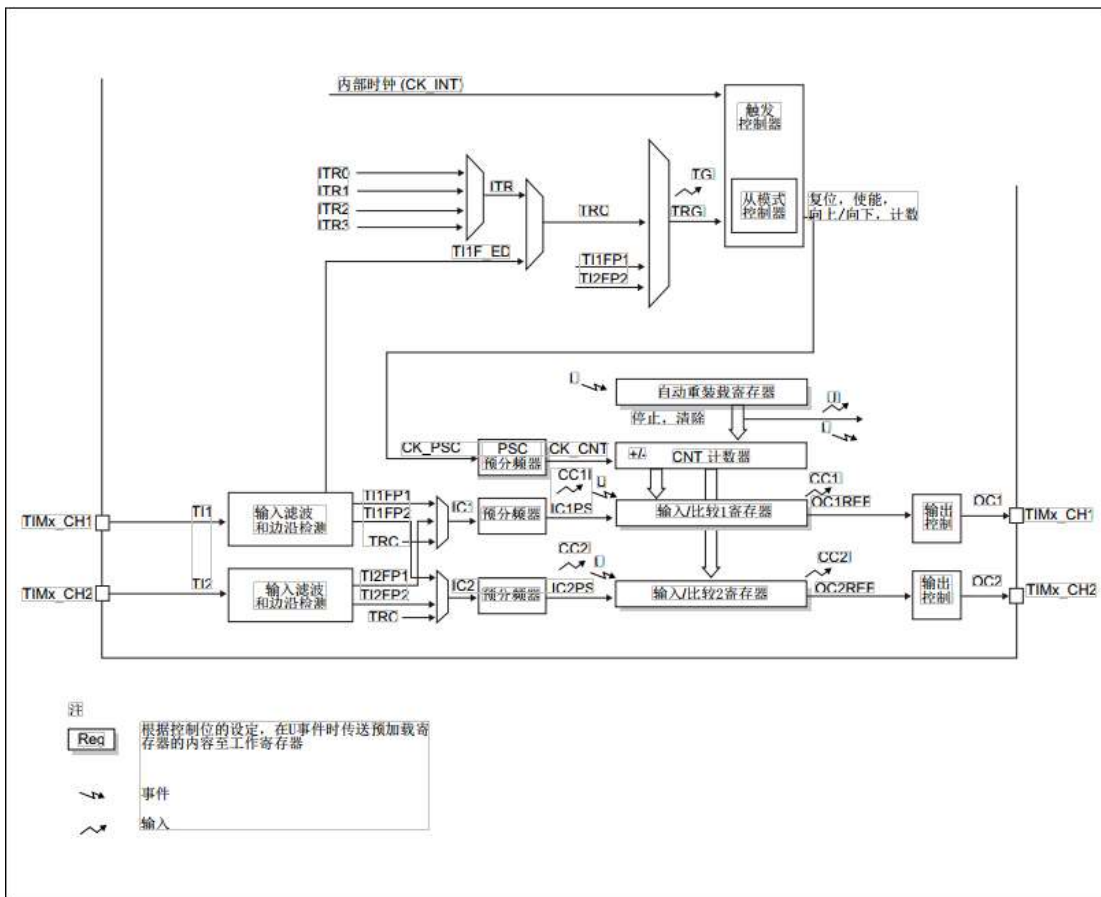 内部时钟 (CK_INT)
触发
控制器
ITR0
ITR1
ITR2
ITR3
ITR
TRC
TI1F_ED
TI1FP1
TI2FP2
TGI
TRGI
从模式
控制器
复位，使能，
向上/向下，计数
U
自动重装载寄存器
停止，清除
UI
U
CK_PSC
PSC
预分频器
CK_CNT
+/-
CNT 计数器
TIMx_CH1
TI1
输入滤波
和边沿检测
TI1FP1
TI1FP2
TRC
IC1
预分频器
IC1PS
CC1I
U
输入/比较1寄存器
CC1I
OC1REF
输出
控制
OC1
TIMx_CH1
TIMx_CH2
TI2
输入滤波
和边沿检测
TI2FP1
TI2FP2
TRC
IC2
预分频器
IC2PS
CC2I
U
输入/比较2寄存器
CC2I
OC2REF
输出
控制
OC2
TIMx_CH2
注
Reg
根据控制位的设定，在U事件时传送预加载寄
存器的内容至工作寄存器
事件
输入